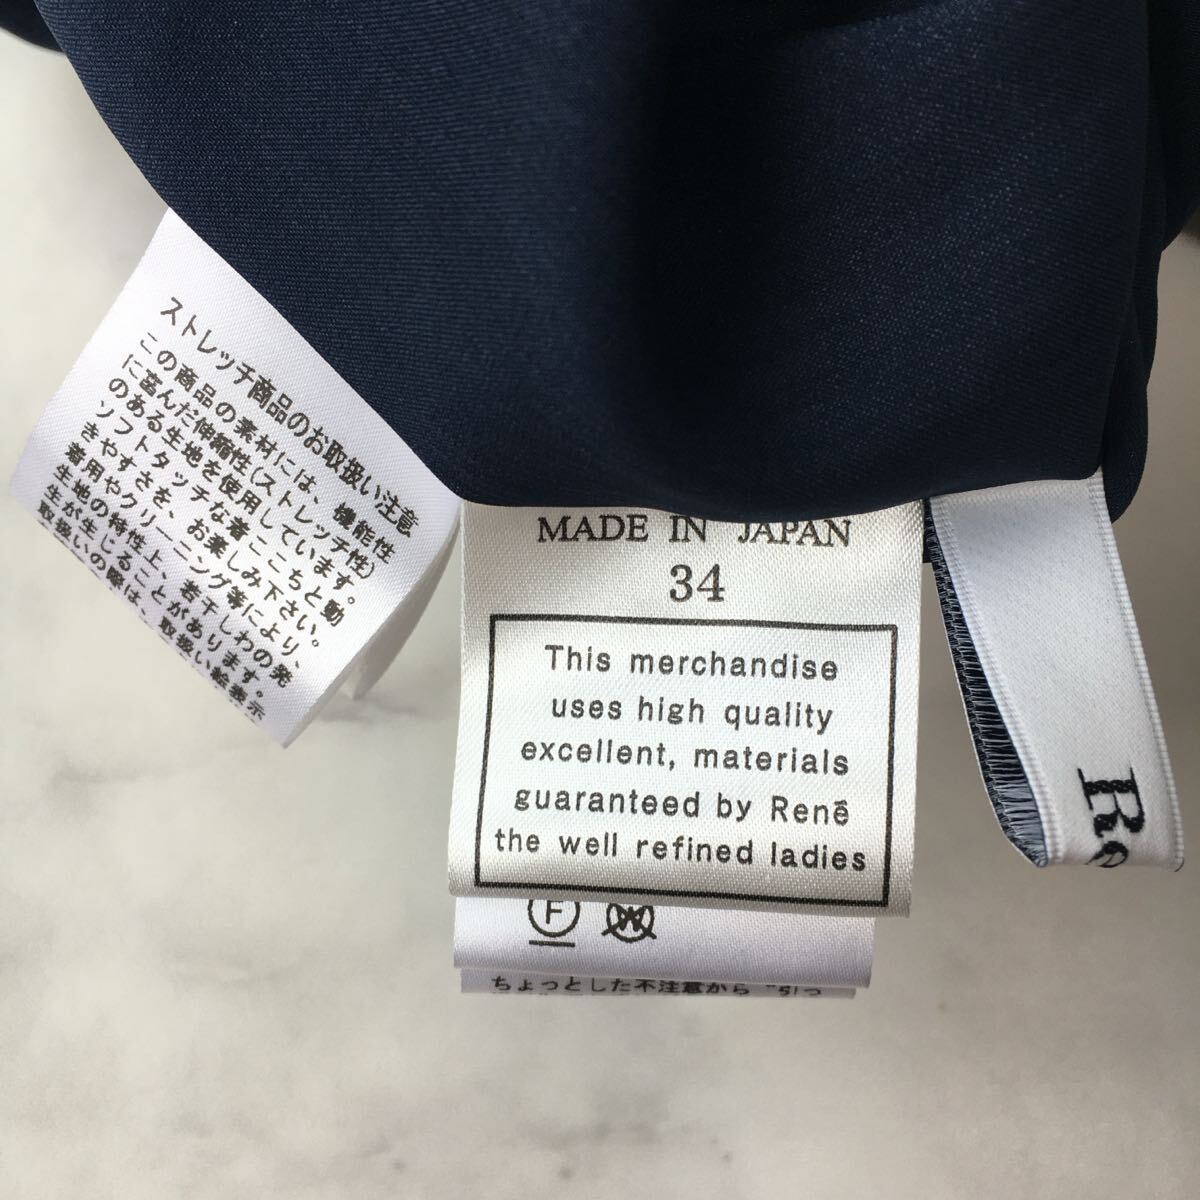 ストレッチ商品のお取扱い注意
この商品の素材には、機能性
に富んだ伸縮性(ストレッチ性)
のある生地を使用しています。
ソフトタッチな着ごこちと動
きやすさを、お楽しみ下さい。
着用やクリーニング等により、
生地の特性上、若干しわの発
生が生じることがあります。
取扱いの際は、取扱い絵表示
MADE IN JAPAN
34
This merchandise
uses high quality
excellent, materials
guaranteed by René
the well refined ladies
F W
ちょっとした不注意から "引っ
Re